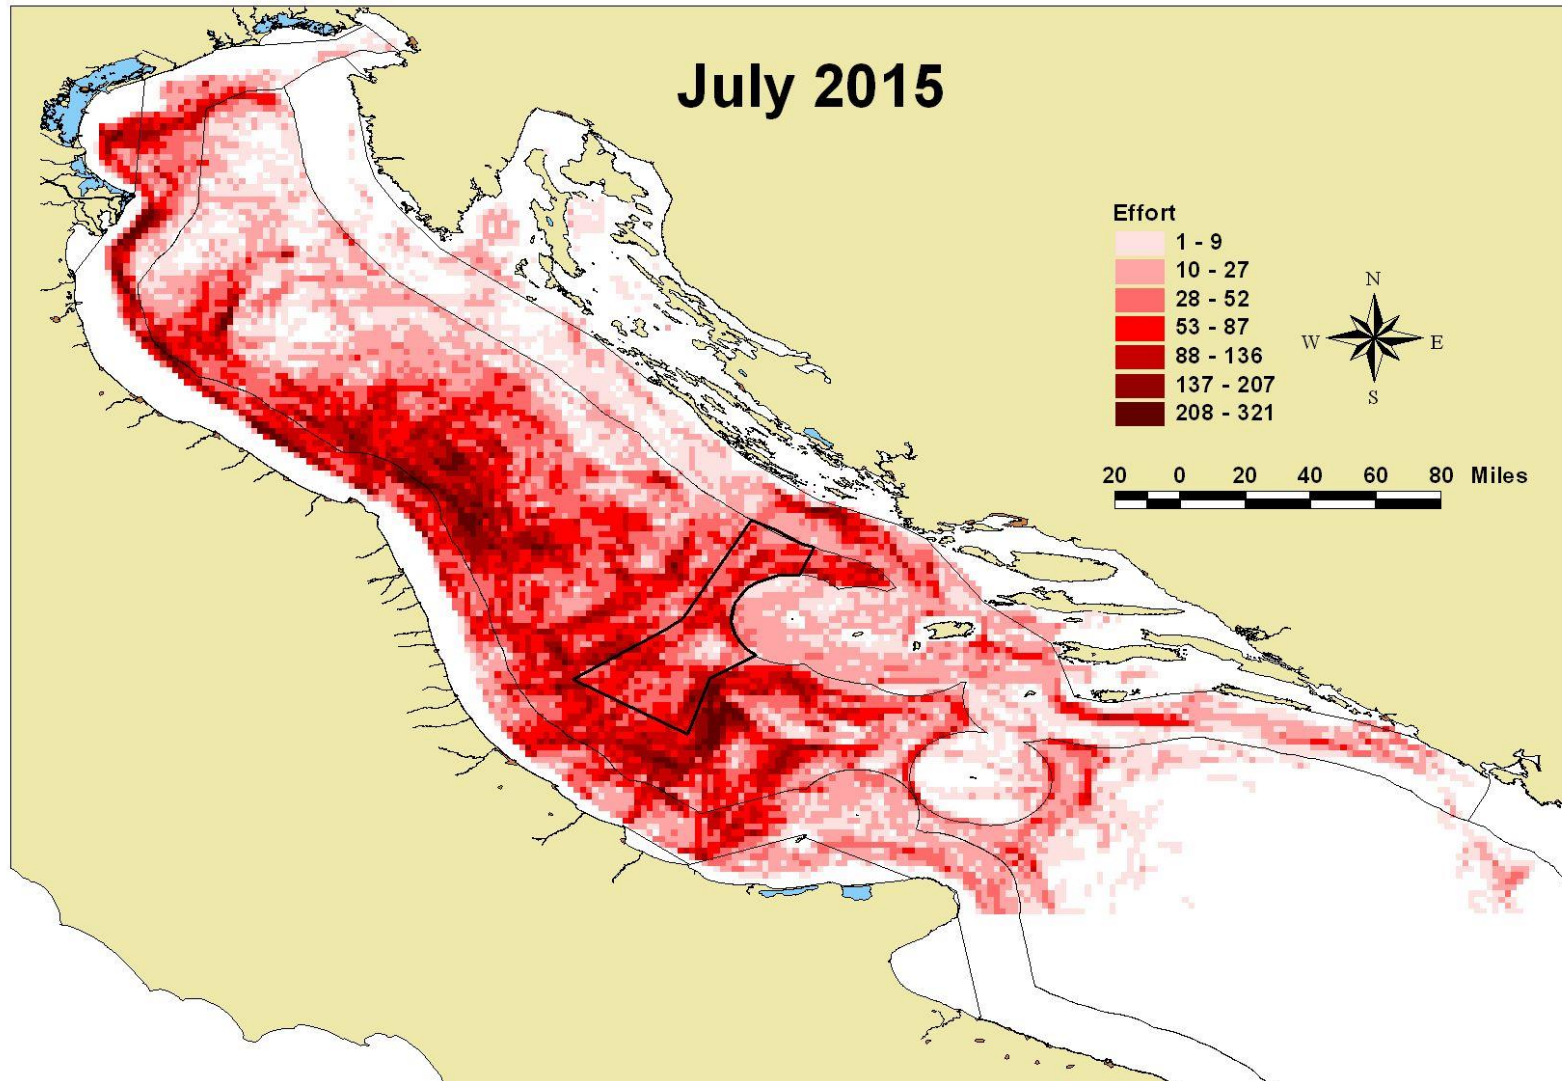 July 2015
Effort
1 - 9
10 - 27
28 - 52
53 - 87
88 - 136
137 - 207
208 - 321
N
W E
S
20 0 20 40 60 80 Miles